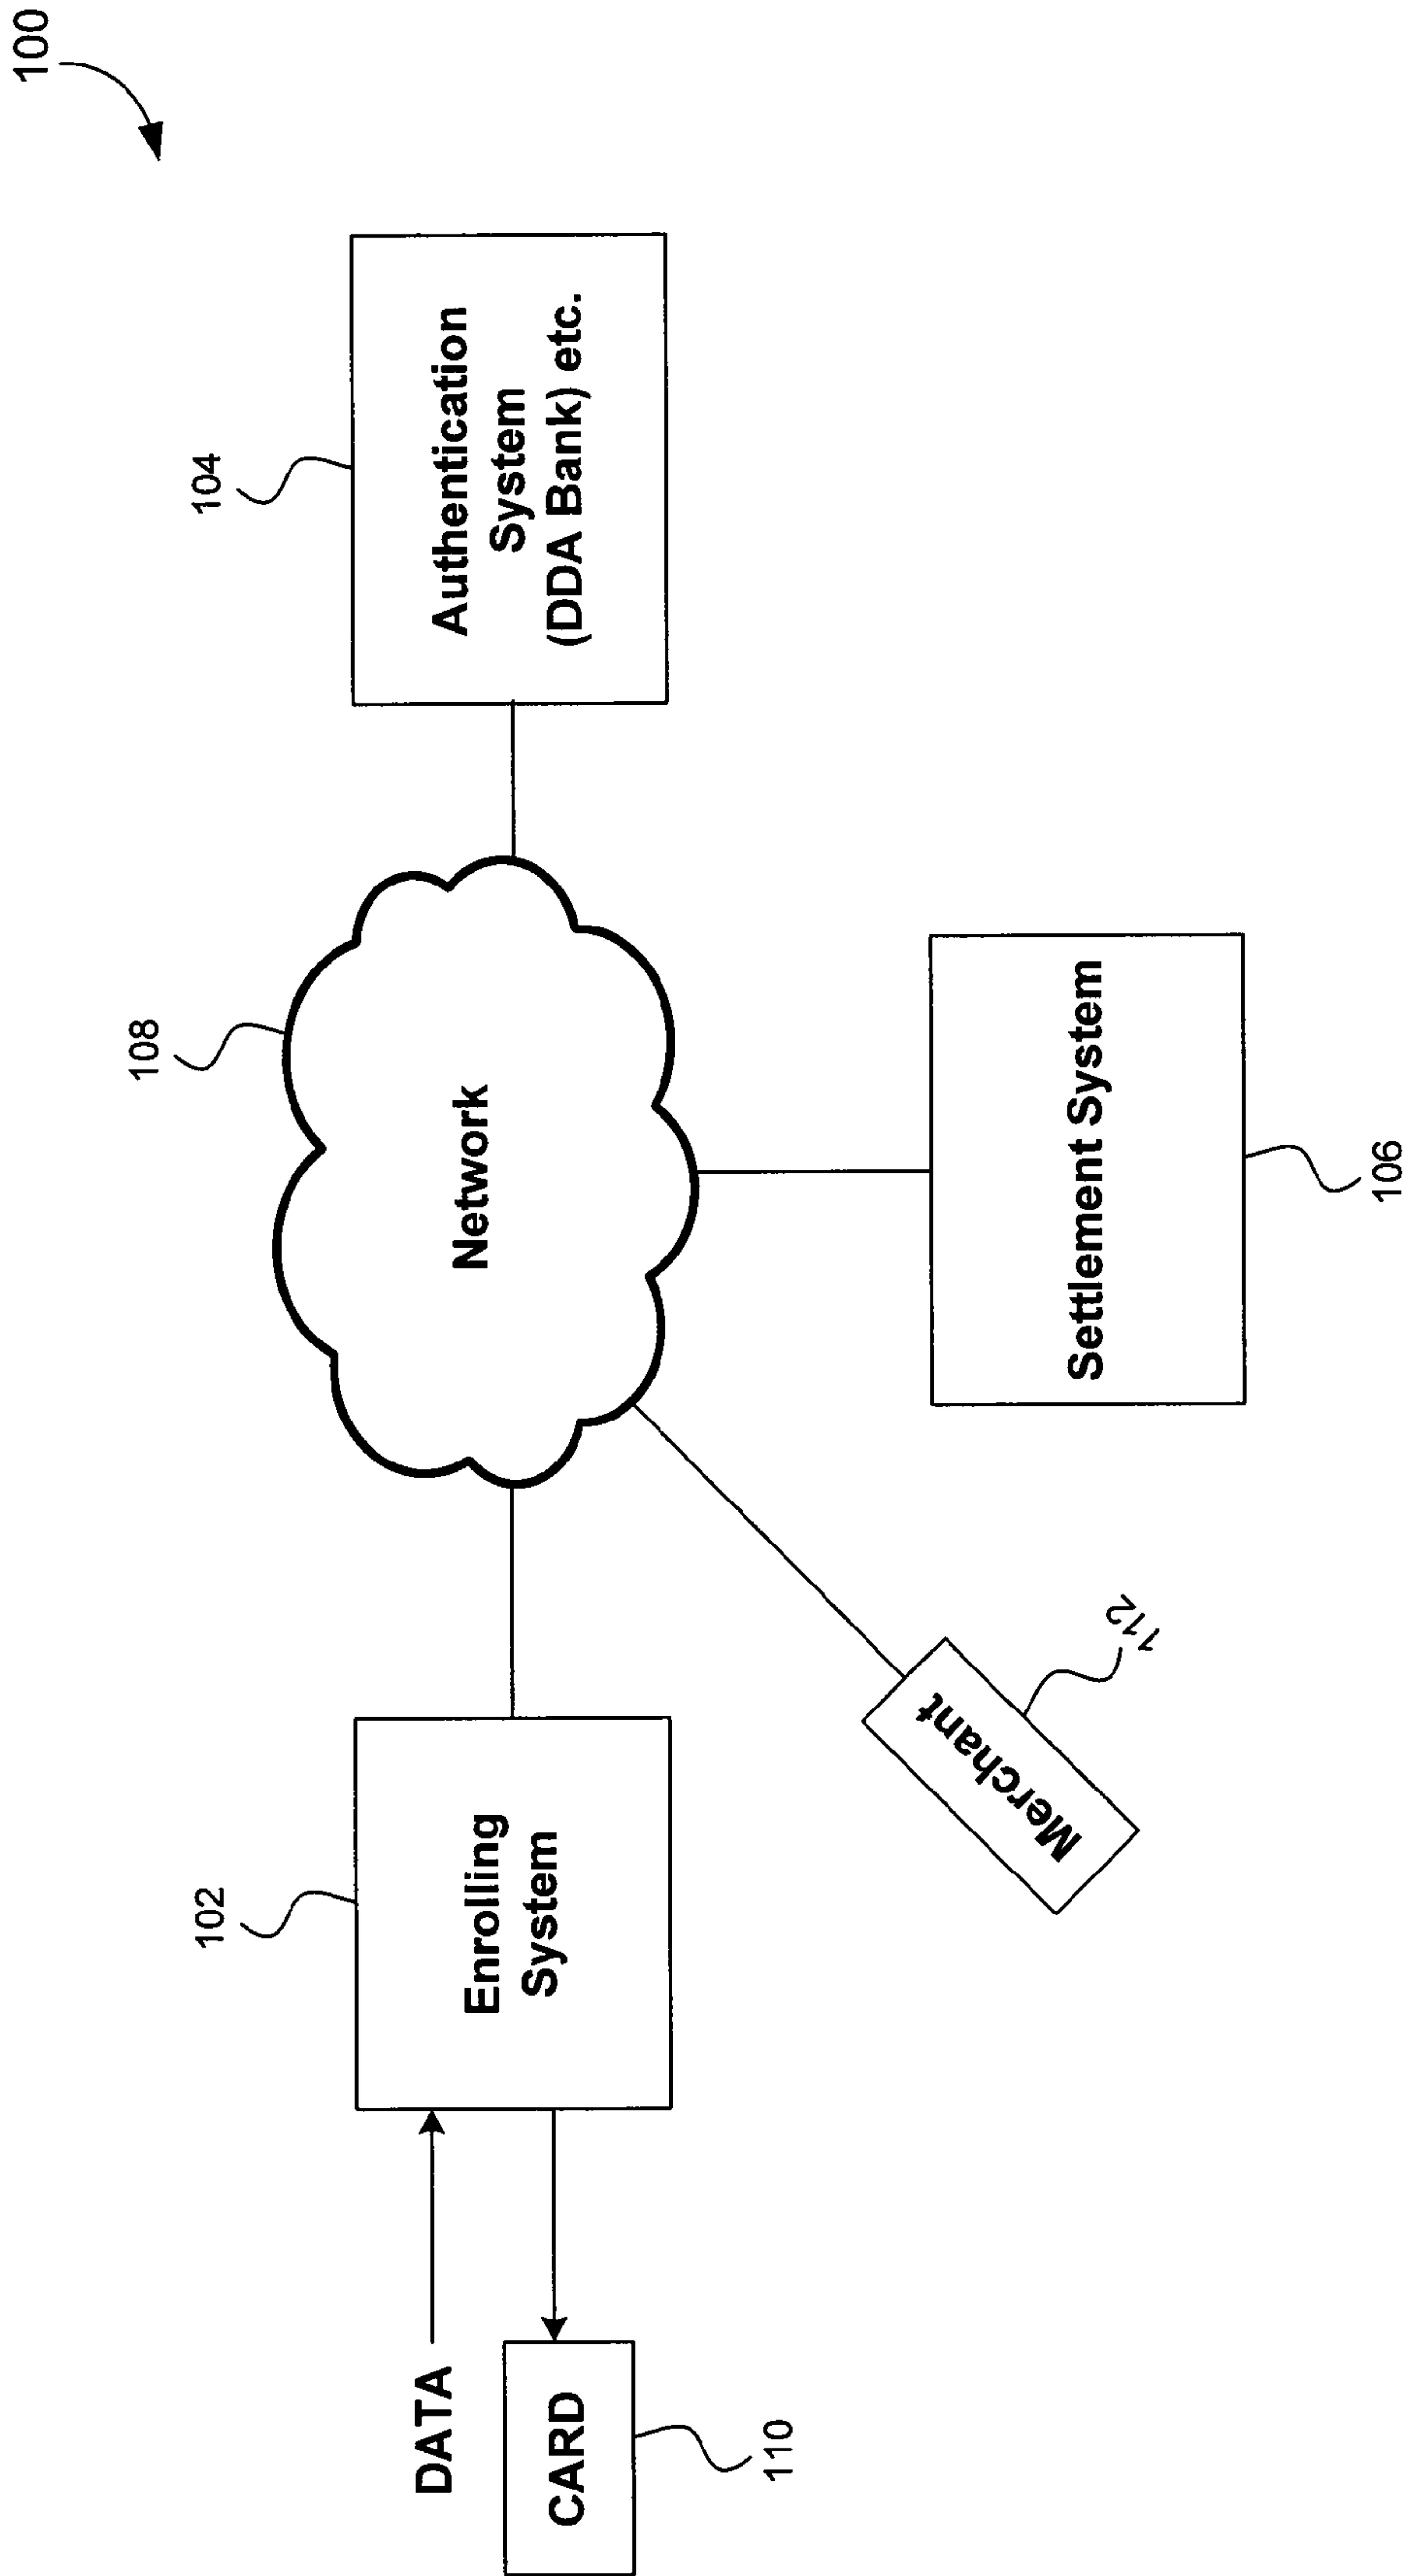 100
104
Authentication
System
(DDA Bank) etc.
108
Network
Settlement System
106
102
Enrolling
System
112
Merchant
DATA
CARD
110